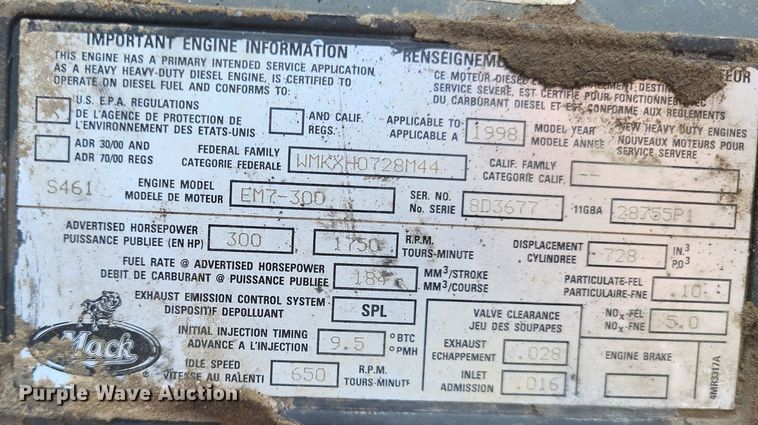 IMPORTANT ENGINE INFORMATION
THIS ENGINE HAS A PRIMARY INTENDED SERVICE APPLICATION
AS A HEAVY HEAVY-DUTY DIESEL ENGINE, IS CERTIFIED TO
OPERATE ON DIESEL FUEL AND CONFORMS TO:
RENSEIGNEME
CE MOTEUR DIESEL
SERVICE SEVERE, EST CERTIFIE POUR FONCTIONNER AVEC
DU CARBURANT DIESEL ET EST CONFORME AUX REGLEMENTS
U.S. E.P.A. REGULATIONS
DE L'AGENCE DE PROTECTION DE
L'ENVIRONNEMENT DES ETATS-UNIS
AND CALIF.
REGS.
APPLICABLE TO
APPLICABLE A
1998
MODEL YEAR
MODELE ANNEE
NEW HEAVY DUTY ENGINES
NOUVEAUX MOTEURS POUR
SERVICE SERVERE
ADR 30/00 AND
ADR 70/00 REGS
FEDERAL FAMILY
CATEGORIE FEDERALE
WMKXH0728M44
CALIF. FAMILY
CATEGORIE CALIF.
--
S461
ENGINE MODEL
MODELE DE MOTEUR
EM7-300
SER. NO.
No. SERIE
8D3677
11GBA
28755P1
ADVERTISED HORSEPOWER
PUISSANCE PUBLIEE (EN HP)
300
1750
R.P.M.
TOURS-MINUTE
DISPLACEMENT
CYLINDREE
728
IN.3
PO.3
FUEL RATE @ ADVERTISED HORSEPOWER
DEBIT DE CARBURANT @ PUISSANCE PUBLIEE
184
MM3/STROKE
MM3/COURSE
PARTICULATE-FEL
PARTICULAIRE-FNE
.10
EXHAUST EMISSION CONTROL SYSTEM
DISPOSITIF DEPOLLUANT
SPL
VALVE CLEARANCE
JEU DES SOUPAPES
NOx-FEL
NOx-FNE
5.0
Mack
®
INITIAL INJECTION TIMING
AVANCE A L'INJECTION
9.5
°BTC
°PMH
EXHAUST
ECHAPPEMENT
.028
ENGINE BRAKE
IDLE SPEED
VITESSE AU RALENTI
650
R.P.M.
TOURS-MINUTE
INLET
ADMISSION
.016
4MR3317A
Purple Wave Auction